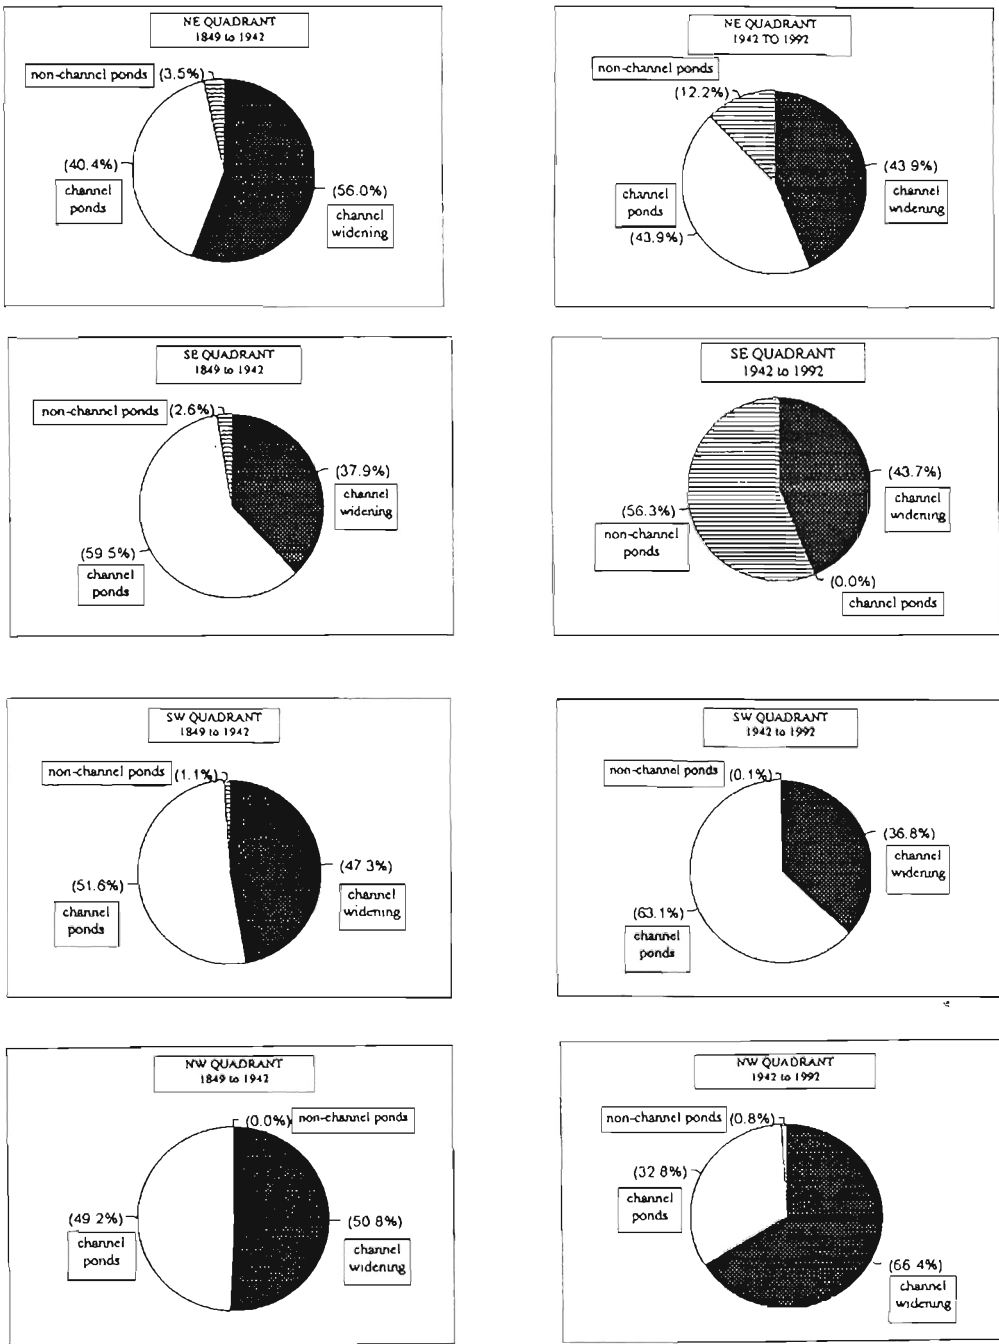 NE QUADRANT
1849 to 1942
non-channel ponds (3.5%)
(40.4%)
channel
ponds
(56.0%)
channel
widening
NE QUADRANT
1942 TO 1992
non-channel ponds
(12.2%)
(43.9%)
channel
widening
channel
ponds
(43.9%)
SE QUADRANT
1849 to 1942
non-channel ponds (2.6%)
(37.9%)
channel
widening
(59.5%)
channel
ponds
SE QUADRANT
1942 to 1992
(43.7%)
channel
widening
(56.3%)
non-channel
ponds
(0.0%)
channel ponds
SW QUADRANT
1849 to 1942
non-channel ponds (1.1%)
(47.3%)
channel
widening
(51.6%)
channel
ponds
SW QUADRANT
1942 to 1992
non-channel ponds (0.1%)
(36.8%)
channel
widening
(63.1%)
channel
ponds
NW QUADRANT
1849 to 1942
(0.0%) non-channel ponds
(49.2%)
channel
ponds
(50.8%)
channel
widening
NW QUADRANT
1942 to 1992
non-channel ponds (0.8%)
(32.8%)
channel
ponds
(66.4%)
channel
widening